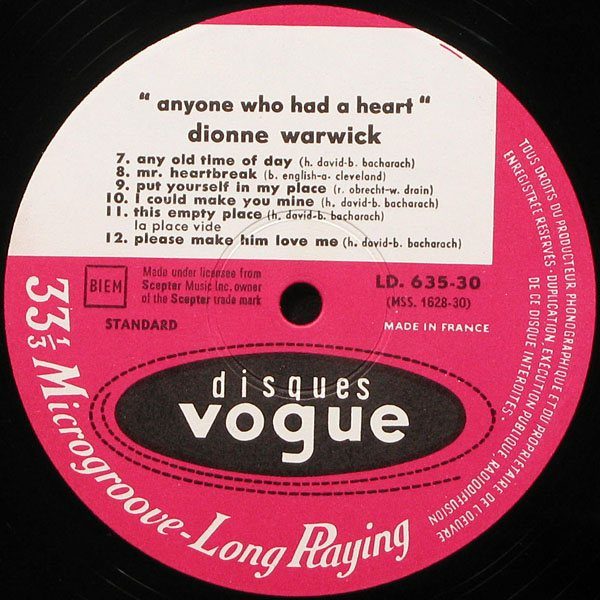 " anyone who had a heart "
dionne warwick
7. any old time of day (h. david-b. bacharach)
8. mr. heartbreak (b. english-a. cleveland)
9. put yourself in my place (r. obrecht-w. drain)
10. I could make you mine (h. david-b. bacharach)
11. this empty place (h. david-b. bacharach)
la place vide
12. please make him love me (h. david-b. bacharach)
BIEM
Made under licensee from
Scepter Music Inc. owner
of the Scepter trade mark
STANDARD
LD. 635-30
(MSS. 1628-30)
MADE IN FRANCE
disques
vogue
33 1/3 Microgroove-Long Playing
TOUS DROITS DU PRODUCTEUR PHONOGRAPHIQUE ET DU PROPRIETAIRE DE L'OEUVRE
ENREGISTRÉE RESERVÉS - DUPLICATION, EXECUTION PUBLIQUE, RADIODIFFUSION
DE CE DISQUE INTERDITES.